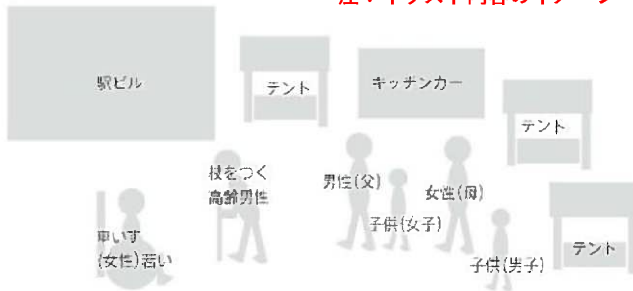 駅ビル
テント
キッチンカー
テント
杖をつく
高齢男性
男性(父)
女性(母)
子供(女子)
車いす
(女性)若い
子供(男子)
テント